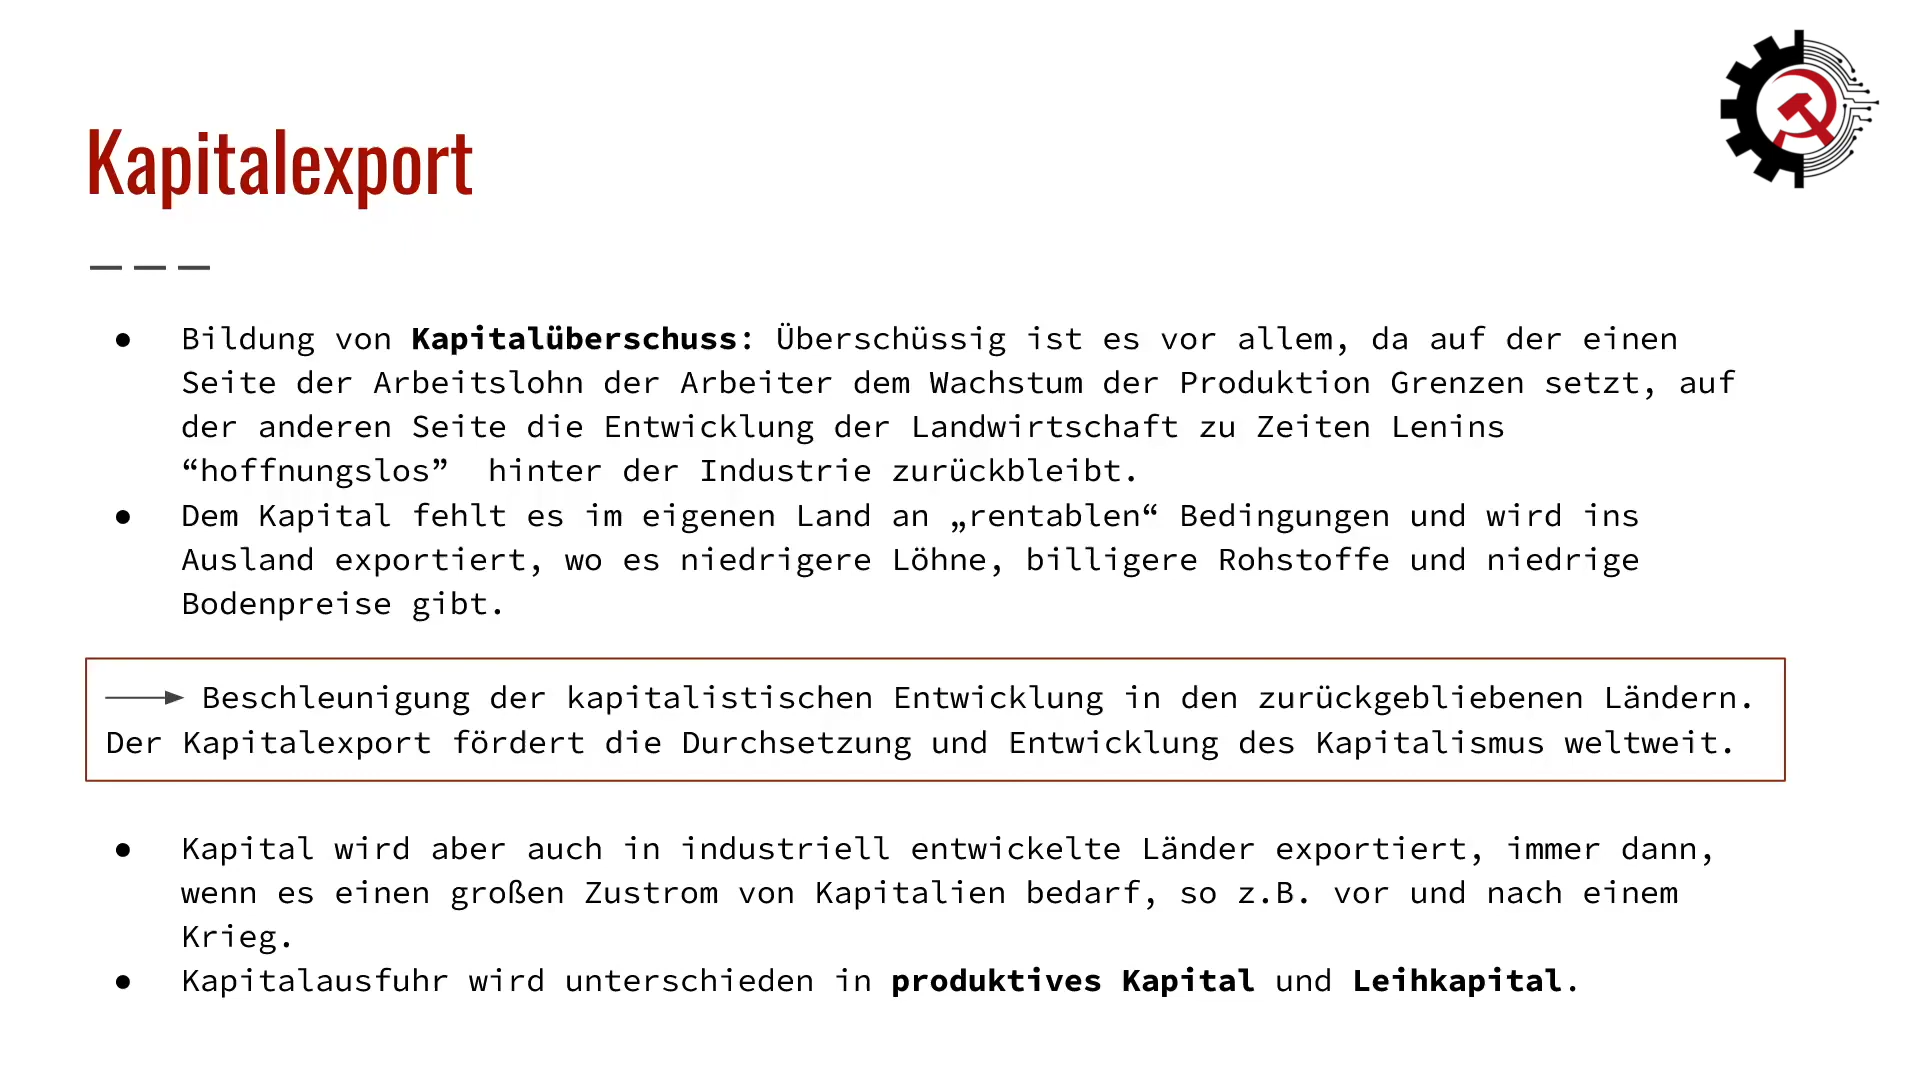 Kapitalexport
● Bildung von Kapitalüberschuss: Überschüssig ist es vor allem, da auf der einen
Seite der Arbeitslohn der Arbeiter dem Wachstum der Produktion Grenzen setzt, auf
der anderen Seite die Entwicklung der Landwirtschaft zu Zeiten Lenins
“hoffnungslos”  hinter der Industrie zurückbleibt.
● Dem Kapital fehlt es im eigenen Land an „rentablen“ Bedingungen und wird ins
Ausland exportiert, wo es niedrigere Löhne, billigere Rohstoffe und niedrige
Bodenpreise gibt.
Beschleunigung der kapitalistischen Entwicklung in den zurückgebliebenen Ländern.
Der Kapitalexport fördert die Durchsetzung und Entwicklung des Kapitalismus weltweit.
● Kapital wird aber auch in industriell entwickelte Länder exportiert, immer dann,
wenn es einen großen Zustrom von Kapitalien bedarf, so z.B. vor und nach einem
Krieg.
● Kapitalausfuhr wird unterschieden in produktives Kapital und Leihkapital.